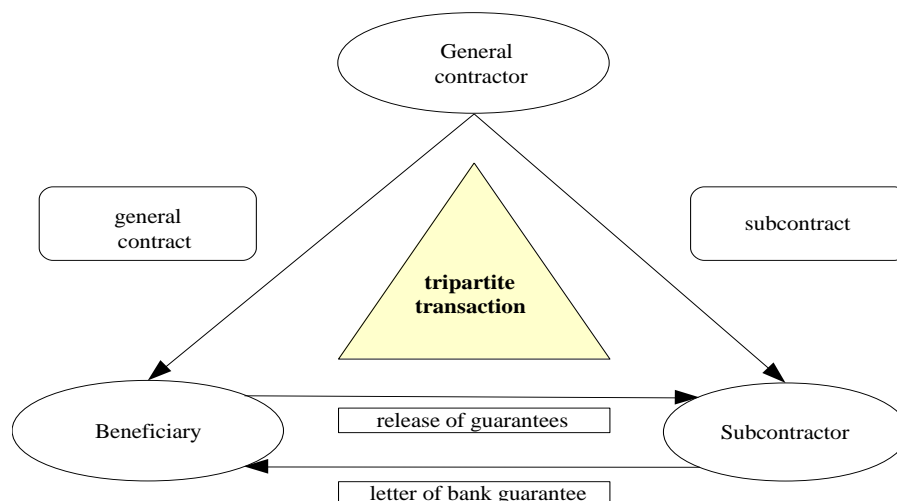 General
contractor
general
contract
subcontract
tripartite
transaction
Beneficiary
release of guarantees
Subcontractor
letter of bank guarantee